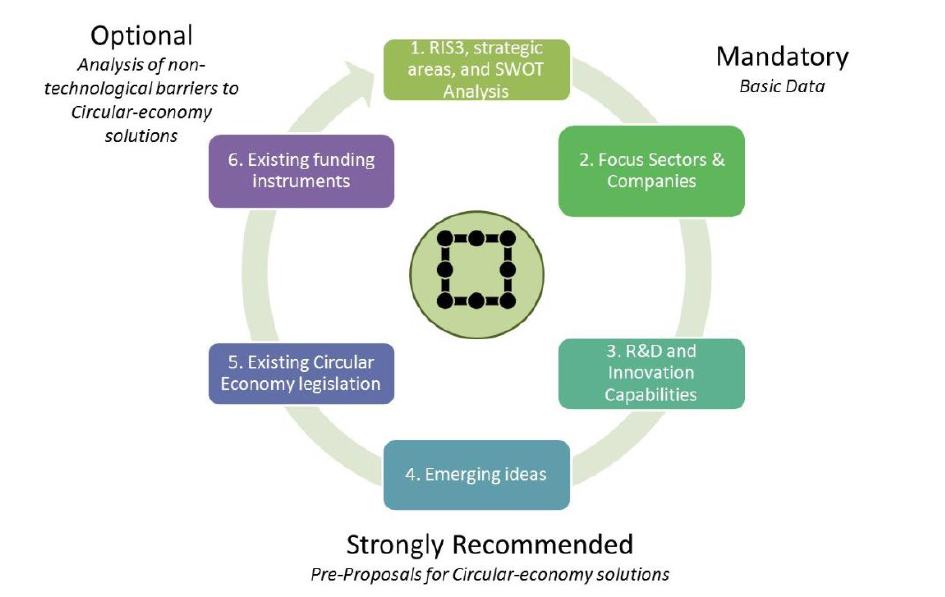 Optional
Analysis of non-
technological barriers to
Circular-economy
solutions
1. RIS3, strategic
areas, and SWOT
Analysis
Mandatory
Basic Data
2. Focus Sectors &
Companies
3. R&D and
Innovation
Capabilities
4. Emerging ideas
Strongly Recommended
Pre-Proposals for Circular-economy solutions
5. Existing Circular
Economy legislation
6. Existing funding
instruments